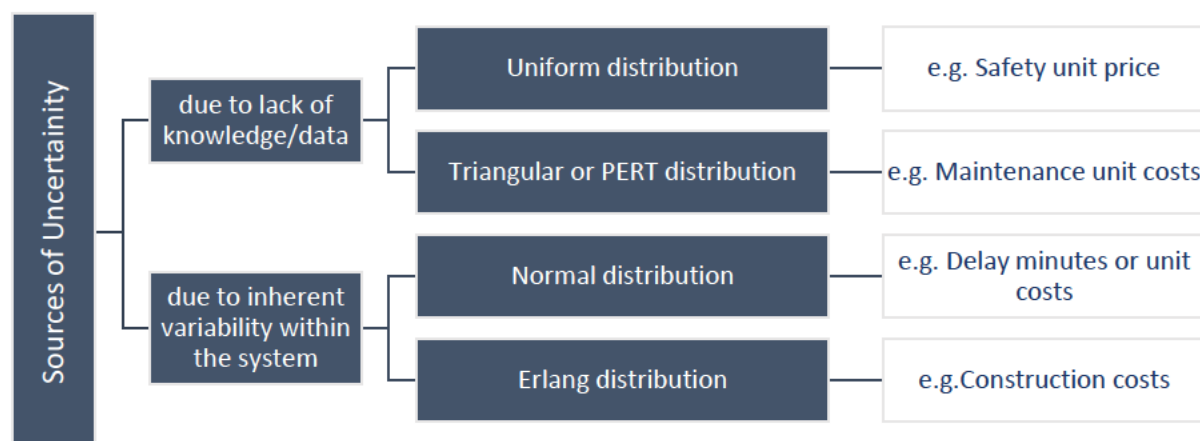 Sources of Uncertainity
due to lack of
knowledge/data
Uniform distribution
e.g. Safety unit price
Triangular or PERT distribution
e.g. Maintenance unit costs
due to inherent
variability within
the system
Normal distribution
e.g. Delay minutes or unit
costs
Erlang distribution
e.g.Construction costs